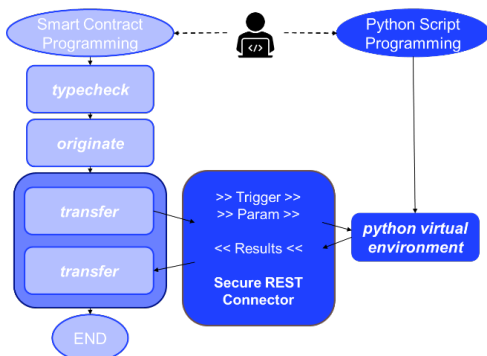 Smart Contract
Programming
</>
Python Script
Programming
typecheck
originate
transfer
>> Trigger >>
>> Param >>
<< Results <<
Secure REST
Connector
python virtual
environment
transfer
END